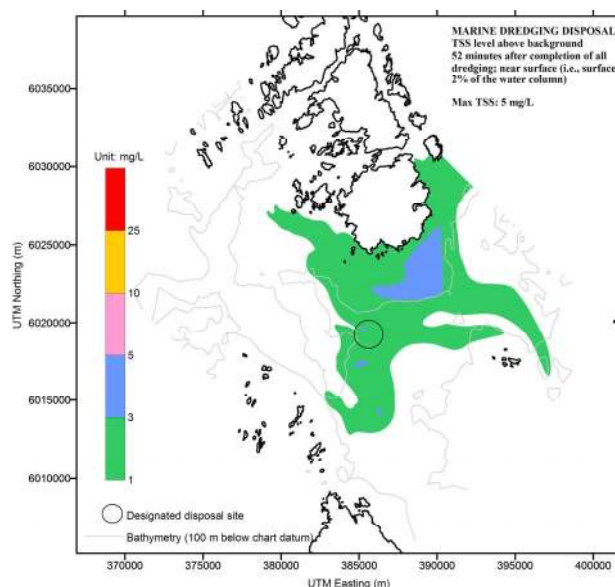 MARINE DREDGING DISPOSAL
TSS level above background
52 minutes after completion of all
dredging; near surface (i.e., surface
2% of the water column)
Max TSS: 5 mg/L
6035000
6030000
6025000
6020000
6015000
6010000
UTM Northing (m)
Unit: mg/L
25
10
5
3
1
Designated disposal site
Bathymetry (100 m below chart datum)
370000 375000 380000 385000 390000 395000 400000
UTM Easting (m)